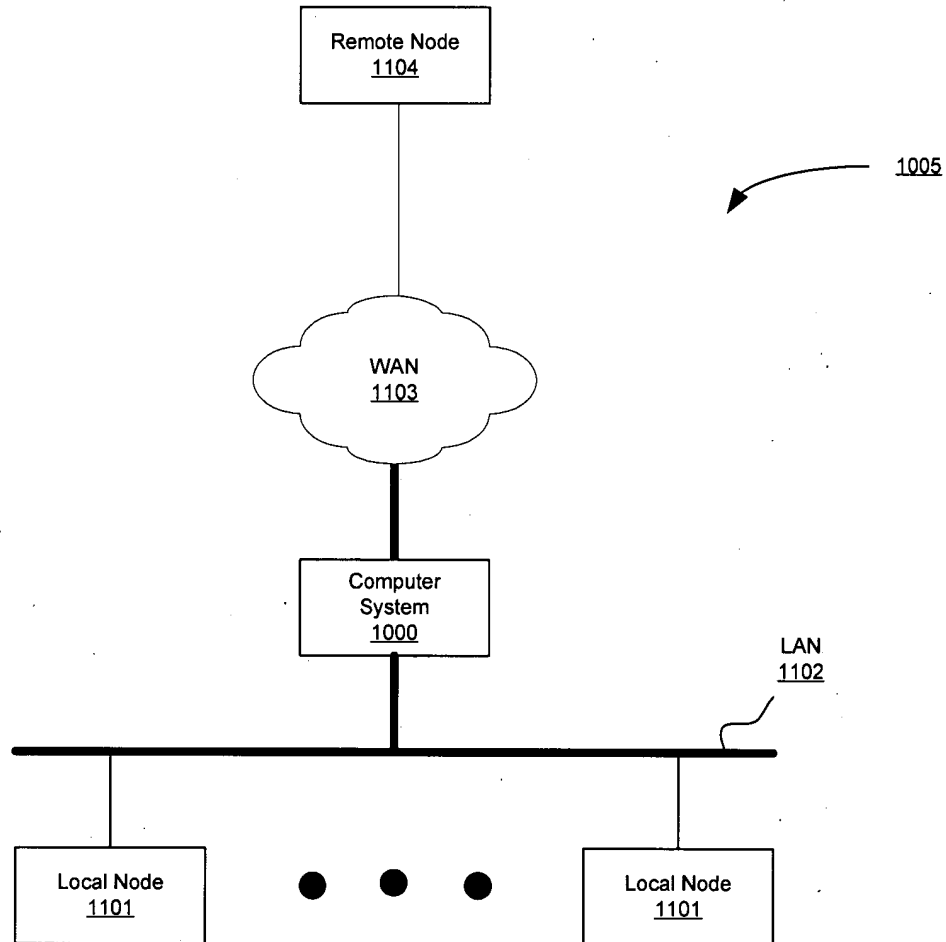 Remote Node
1104
1005
WAN
1103
Computer
System
1000
LAN
1102
Local Node
1101
Local Node
1101